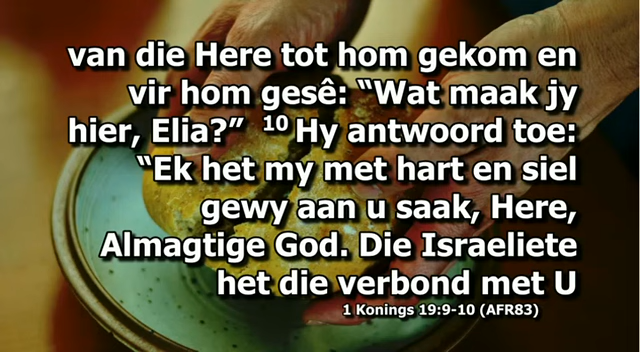 van die Here tot hom gekom en
vir hom gesê: “Wat maak jy
hier, Elia?” 10 Hy antwoord toe:
“Ek het my met hart en siel
gewy aan u saak, Here,
Almagtige God. Die Israeliete
het die verbond met U
1 Konings 19:9-10 (AFR83)